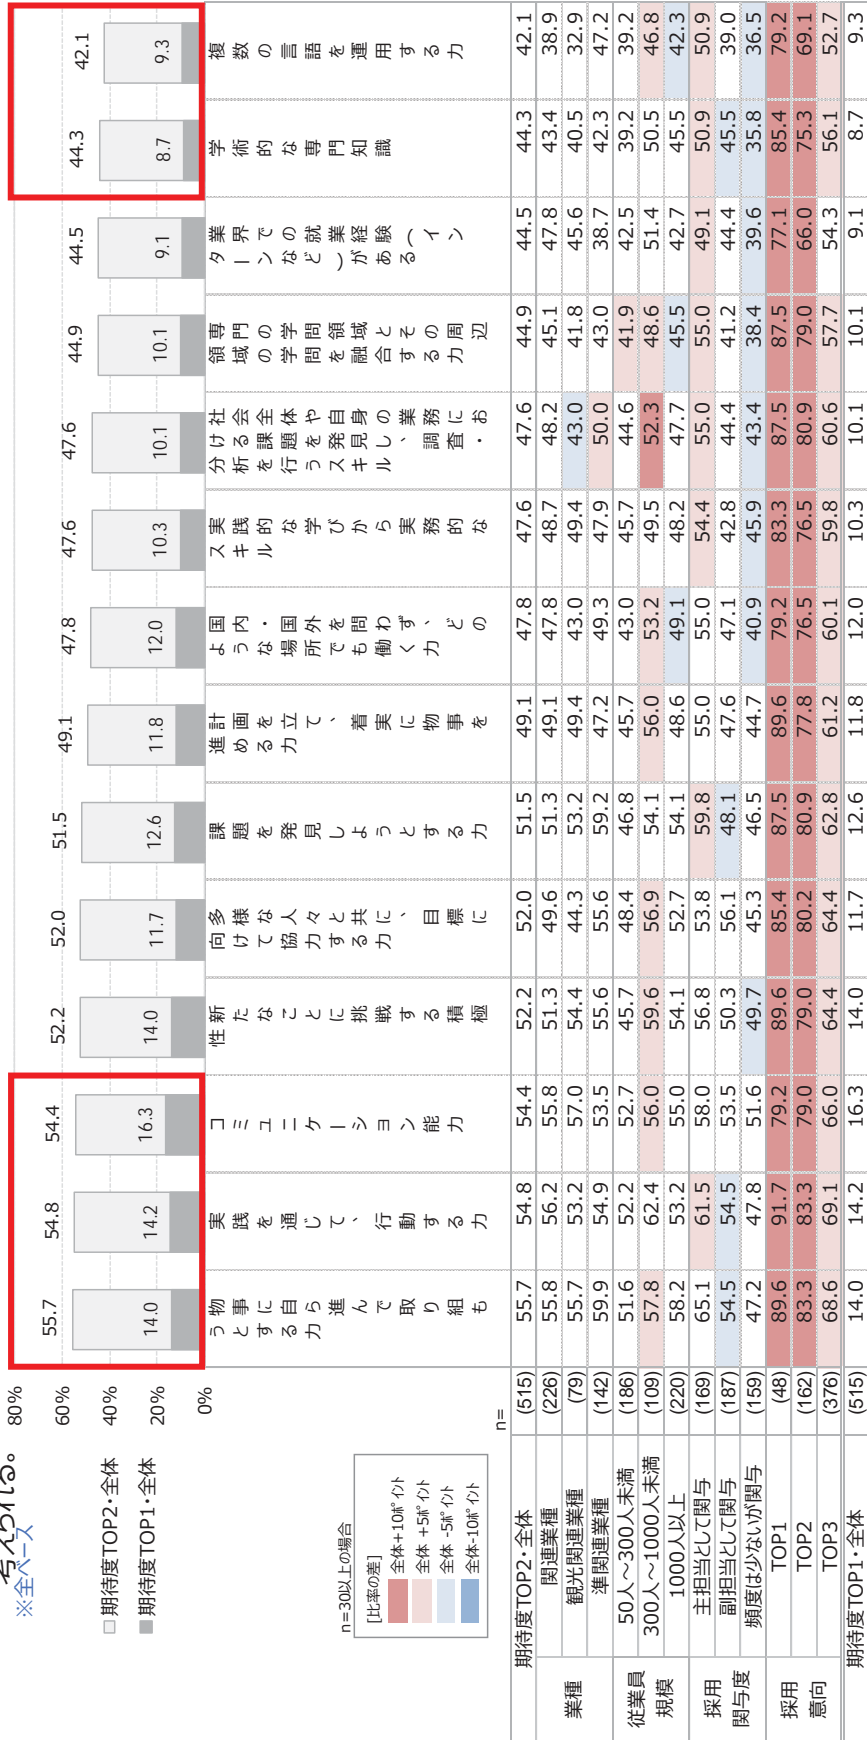 考えられる。
※全ベース
期待度TOP2・全体
期待度TOP1・全体
80%
60%
40%
20%
0%
55.7 54.8 54.4 52.2 52.0 51.5 49.1 47.8 47.6 47.6 44.9 44.5 44.3 42.1
14.0 14.2 16.3 14.0 11.7 12.6 11.8 12.0 10.3 10.1 10.1 9.1 8.7 9.3
物事に自ら進んで取り組も
うとする力
実践を通じて、行動する力
コミュニケーション能力
新たなことに挑戦する積極
性
多様な人々と共に、目標に
向けて協力する力
課題を発見しようとする力
計画を立て、着実に物事を
進める力
国内・国外を問わず、どの
ような場所でも働く力
実践的な学びから実務的な
スキル
社会全体や自身の業務にお
ける課題を発見し、調査・
分析を行うスキル
専門の学問領域とその周辺
領域の学問を融合する力
業界での就業経験（イン
ターンなど）がある
学術的な専門知識
複数の言語を運用する力
n=30以上の場合
[比率の差]
全体+10ポイント
全体 +5ポイント
全体 -5ポイント
全体-10ポイント
n=
期待度TOP2・全体 (515) 55.7 54.8 54.4 52.2 52.0 51.5 49.1 47.8 47.6 47.6 44.9 44.5 44.3 42.1
業種
関連業種 (226) 55.8 56.2 55.8 51.3 49.6 51.3 49.1 47.8 48.7 48.2 45.1 47.8 43.4 38.9
観光関連業種 (79) 55.7 53.2 57.0 54.4 44.3 53.2 49.4 43.0 49.4 43.0 41.8 45.6 40.5 32.9
準関連業種 (142) 59.9 54.9 53.5 55.6 55.6 59.2 47.2 49.3 47.9 50.0 43.0 38.7 42.3 47.2
従業員
規模
50人～300人未満 (186) 51.6 52.2 52.7 45.7 48.4 46.8 45.7 43.0 45.7 44.6 41.9 42.5 39.2 39.2
300人～1000人未満 (109) 57.8 62.4 56.0 59.6 56.9 54.1 56.0 53.2 49.5 52.3 48.6 51.4 50.5 46.8
1000人以上 (220) 58.2 53.2 55.0 54.1 52.7 54.1 48.6 49.1 48.2 47.7 45.5 42.7 45.5 42.3
採用
関与度
主担当として関与 (169) 65.1 61.5 58.0 56.8 53.8 59.8 55.0 55.0 54.4 55.0 55.0 49.1 50.9 50.9
副担当として関与 (187) 54.5 54.5 53.5 50.3 56.1 48.1 47.6 47.1 42.8 44.4 41.2 44.4 45.5 39.0
頻度は少ないが関与 (159) 47.2 47.8 51.6 49.7 45.3 46.5 44.7 40.9 45.9 43.4 38.4 39.6 35.8 36.5
採用
意向
TOP1 (48) 89.6 91.7 79.2 89.6 85.4 87.5 89.6 79.2 83.3 87.5 87.5 77.1 85.4 79.2
TOP2 (162) 83.3 83.3 79.0 79.0 80.2 80.9 77.8 76.5 76.5 80.9 79.0 66.0 75.3 69.1
TOP3 (376) 68.6 69.1 66.0 64.4 64.4 62.8 61.2 60.1 59.8 60.6 57.7 54.3 56.1 52.7
期待度TOP1・全体 (515) 14.0 14.2 16.3 14.0 11.7 12.6 11.8 12.0 10.3 10.1 10.1 9.1 8.7 9.3